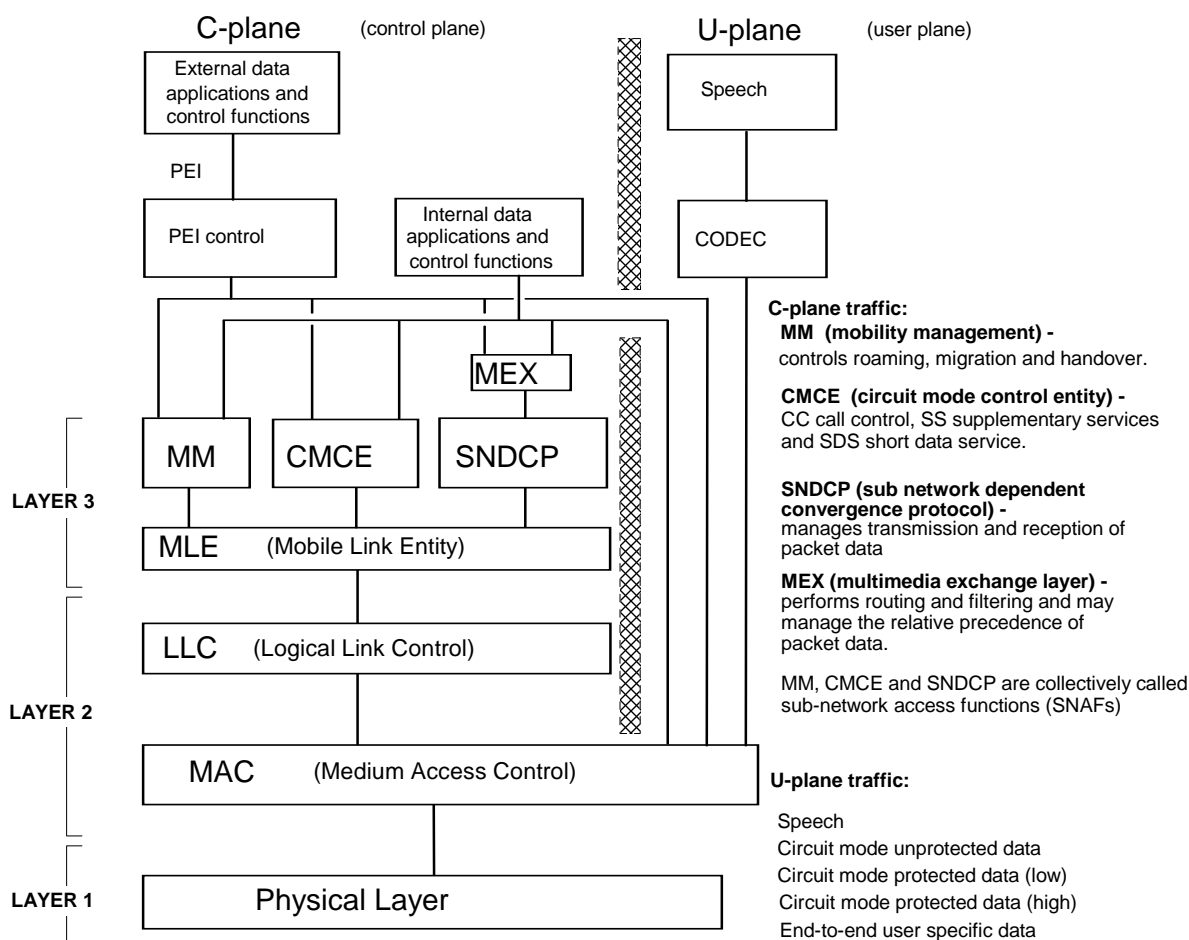 C-plane (control plane)
U-plane (user plane)
External data
applications and
control functions
Speech
PEI
PEI control
Internal data
applications and
control functions
CODEC
MEX
MM
CMCE
SNDCP
LAYER 3
MLE (Mobile Link Entity)
LLC (Logical Link Control)
LAYER 2
MAC (Medium Access Control)
LAYER 1
Physical Layer
C-plane traffic:
MM (mobility management) -
controls roaming, migration and handover.
CMCE (circuit mode control entity) -
CC call control, SS supplementary services
and SDS short data service.
SNDCP (sub network dependent
convergence protocol) -
manages transmission and reception of
packet data
MEX (multimedia exchange layer) -
performs routing and filtering and may
manage the relative precedence of
packet data.
MM, CMCE and SNDCP are collectively called
sub-network access functions (SNAFs)
U-plane traffic:
Speech
Circuit mode unprotected data
Circuit mode protected data (low)
Circuit mode protected data (high)
End-to-end user specific data